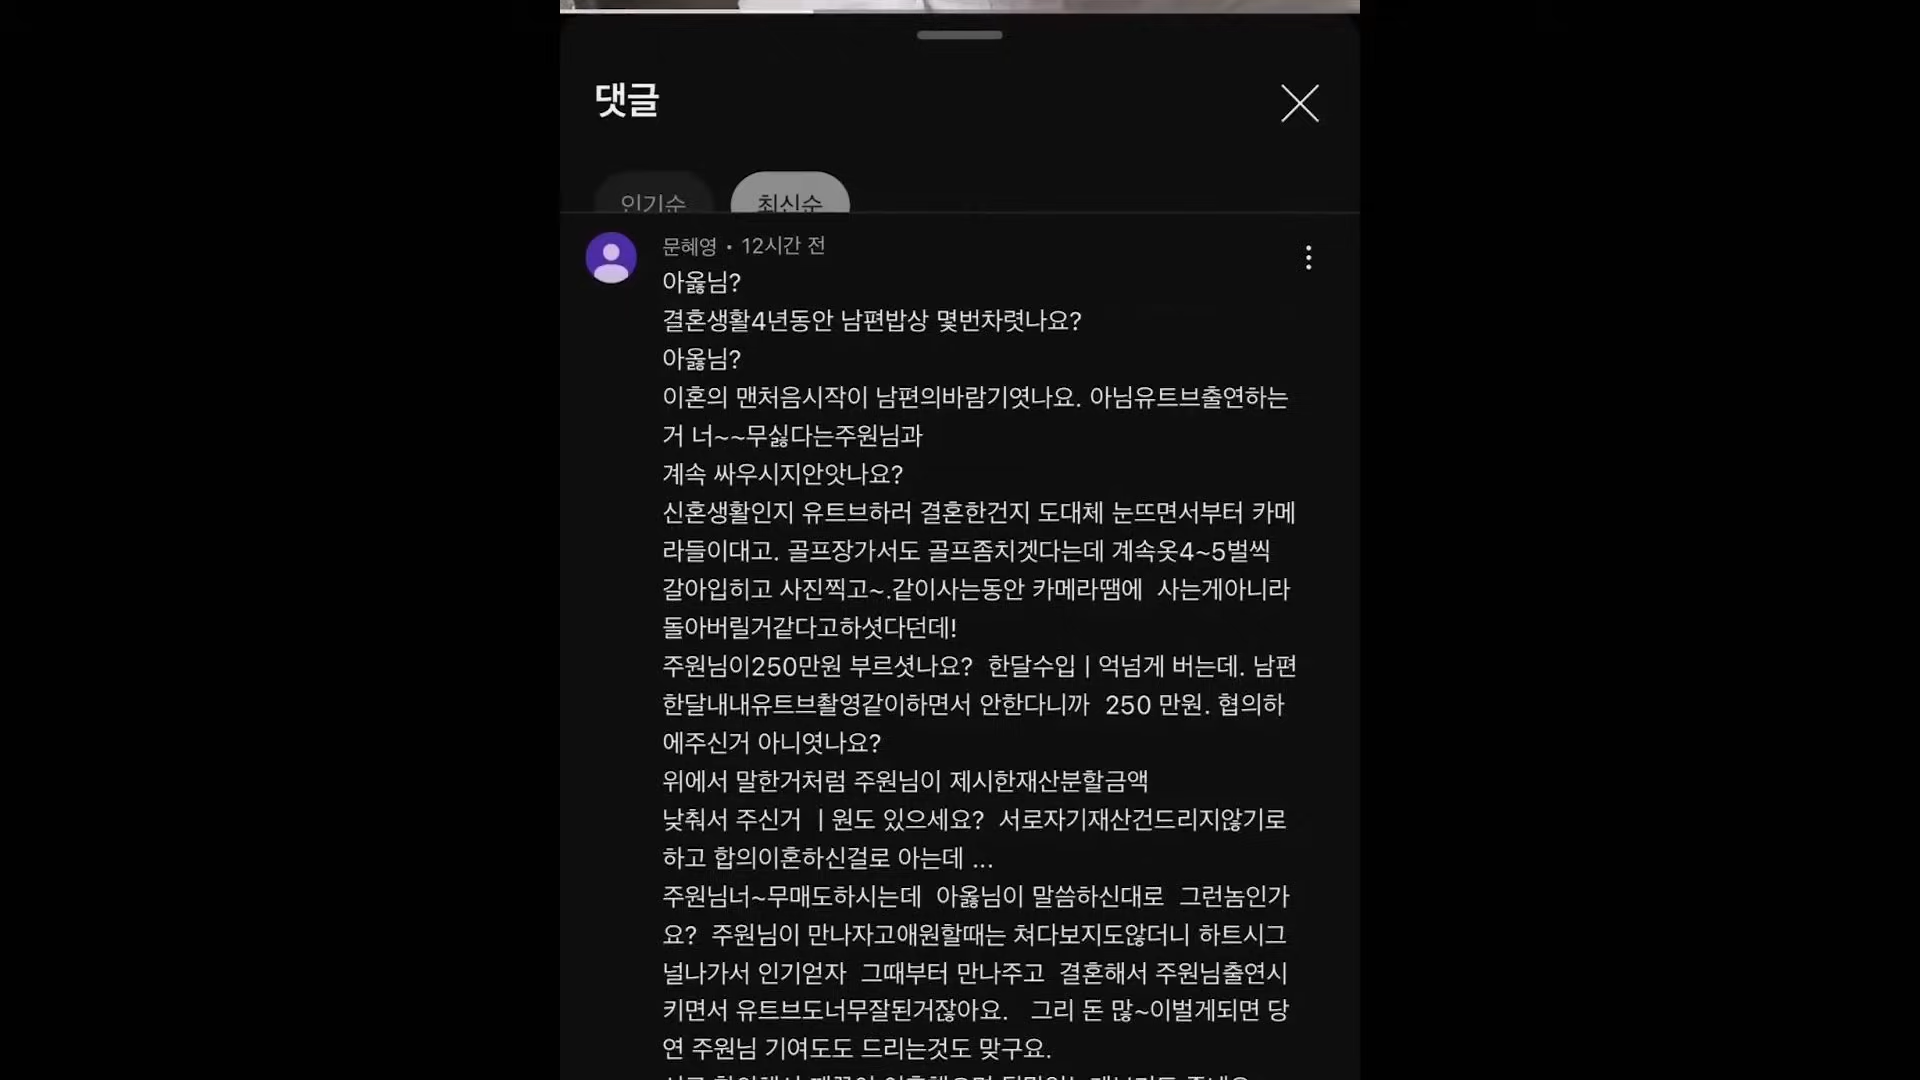 댓글
인기순 최신순
문혜영 • 12시간 전
아옳님?
결혼생활4년동안 남편밥상 몇번차렷나요?
아옳님?
이혼의 맨처음시작이 남편의바람기엿나요. 아님유트브출연하는
거 너~~무싫다는주원님과
계속 싸우시지안앗나요?
신혼생활인지 유트브하러 결혼한건지 도대체 눈뜨면서부터 카메
라들이대고. 골프장가서도 골프좀치겟다는데 계속옷4~5벌씩
갈아입히고 사진찍고~.같이사는동안 카메라땜에 사는게아니라
돌아버릴거같다고하셧다던데!
주원님이250만원 부르셧나요? 한달수입ㅣ억넘게 버는데. 남편
한달내내유트브촬영같이하면서 안한다니까 250 만원. 협의하
에주신거 아니엿나요?
위에서 말한거처럼 주원님이 제시한재산분할금액
낮춰서 주신거 ㅣ원도 있으세요? 서로자기재산건드리지않기로
하고 합의이혼하신걸로 아는데 ...
주원님너~무매도하시는데 아옳님이 말씀하신대로 그런놈인가
요? 주원님이 만나자고애원할때는 쳐다보지도않더니 하트시그
널나가서 인기얻자 그때부터 만나주고 결혼해서 주원님출연시
키면서 유트브도너무잘된거잖아요. 그리 돈 많~이벌게되면 당
연 주원님 기여도도 드리는것도 맞구요.